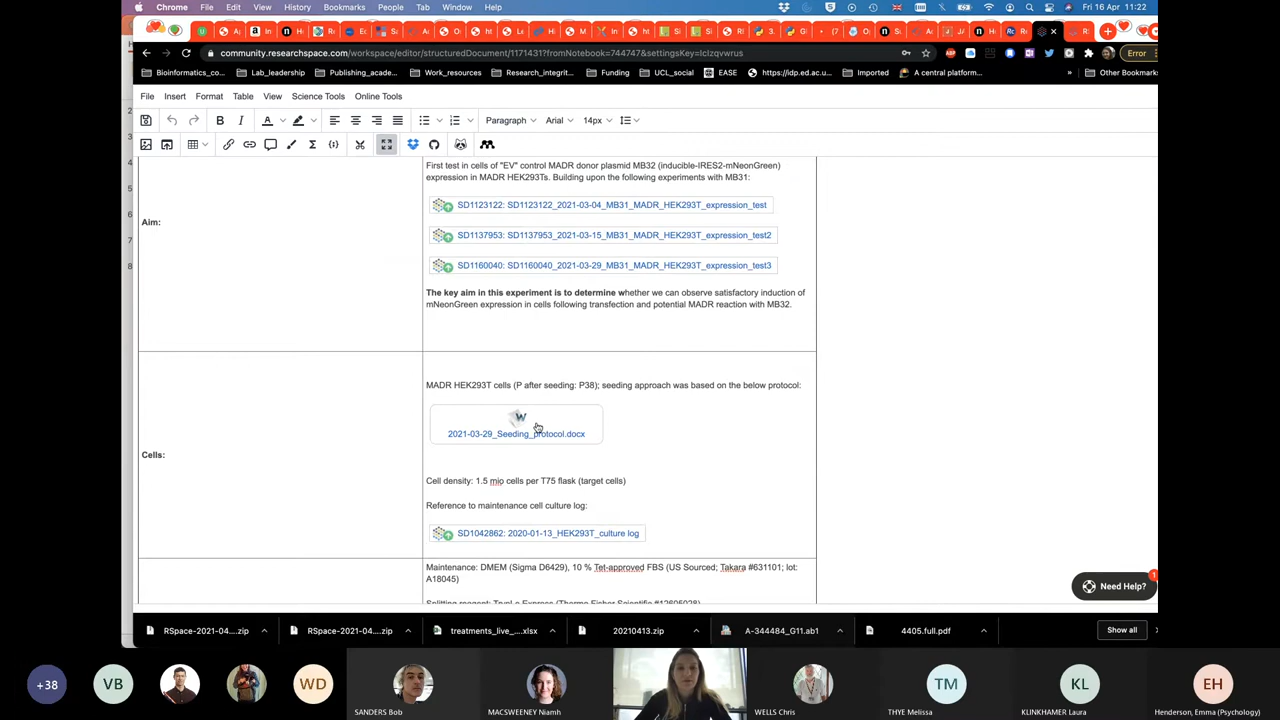 Chrome File Edit View History Bookmarks People Tab Window Help
Fri 16 Apr 11:22
community.researchspace.com/workspace/editor/structuredDocument/1171431?fromNotebook=744747&settingsKey=lcIzqvwrus
Error
Bioinformatics_co... Lab_leadership Publishing_acade... Work_resources Research_integrit... Funding UCL_social EASE https://idp.ed.ac.u... Imported A central platform... » Other Bookmarks
File Insert Format Table View Science Tools Online Tools
B I A Paragraph Arial 14px
First test in cells of "EV" control MADR donor plasmid MB32 (inducible-IRES2-mNeonGreen)
expression in MADR HEK293Ts. Building upon the following experiments with MB31:
SD1123122: SD1123122_2021-03-04_MB31_MADR_HEK293T_expression_test
Aim:
SD1137953: SD1137953_2021-03-15_MB31_MADR_HEK293T_expression_test2
SD1160040: SD1160040_2021-03-29_MB31_MADR_HEK293T_expression_test3
The key aim in this experiment is to determine whether we can observe satisfactory induction of
mNeonGreen expression in cells following transfection and potential MADR reaction with MB32.
MADR HEK293T cells (P after seeding: P38); seeding approach was based on the below protocol:
W
2021-03-29_Seeding_protocol.docx
Cells:
Cell density: 1.5 mio cells per T75 flask (target cells)
Reference to maintenance cell culture log:
SD1042862: 2020-01-13_HEK293T_culture log
Maintenance: DMEM (Sigma D6429), 10 % Tet-approved FBS (US Sourced; Takara #631101; lot:
A18045)
Splitting reagent: TrypLe Express (Thermo Fisher Scientific #12605028)
Need Help?
1
RSpace-2021-04....zip RSpace-2021-04....zip treatments_live_....xlsx 20210413.zip A-344484_G11.ab1 4405.full.pdf Show all
+38 VB WD TM KL EH
SANDERS Bob MACSWEENEY Niamh WELLS Chris THYE Melissa KLINKHAMER Laura Henderson, Emma (Psychology)